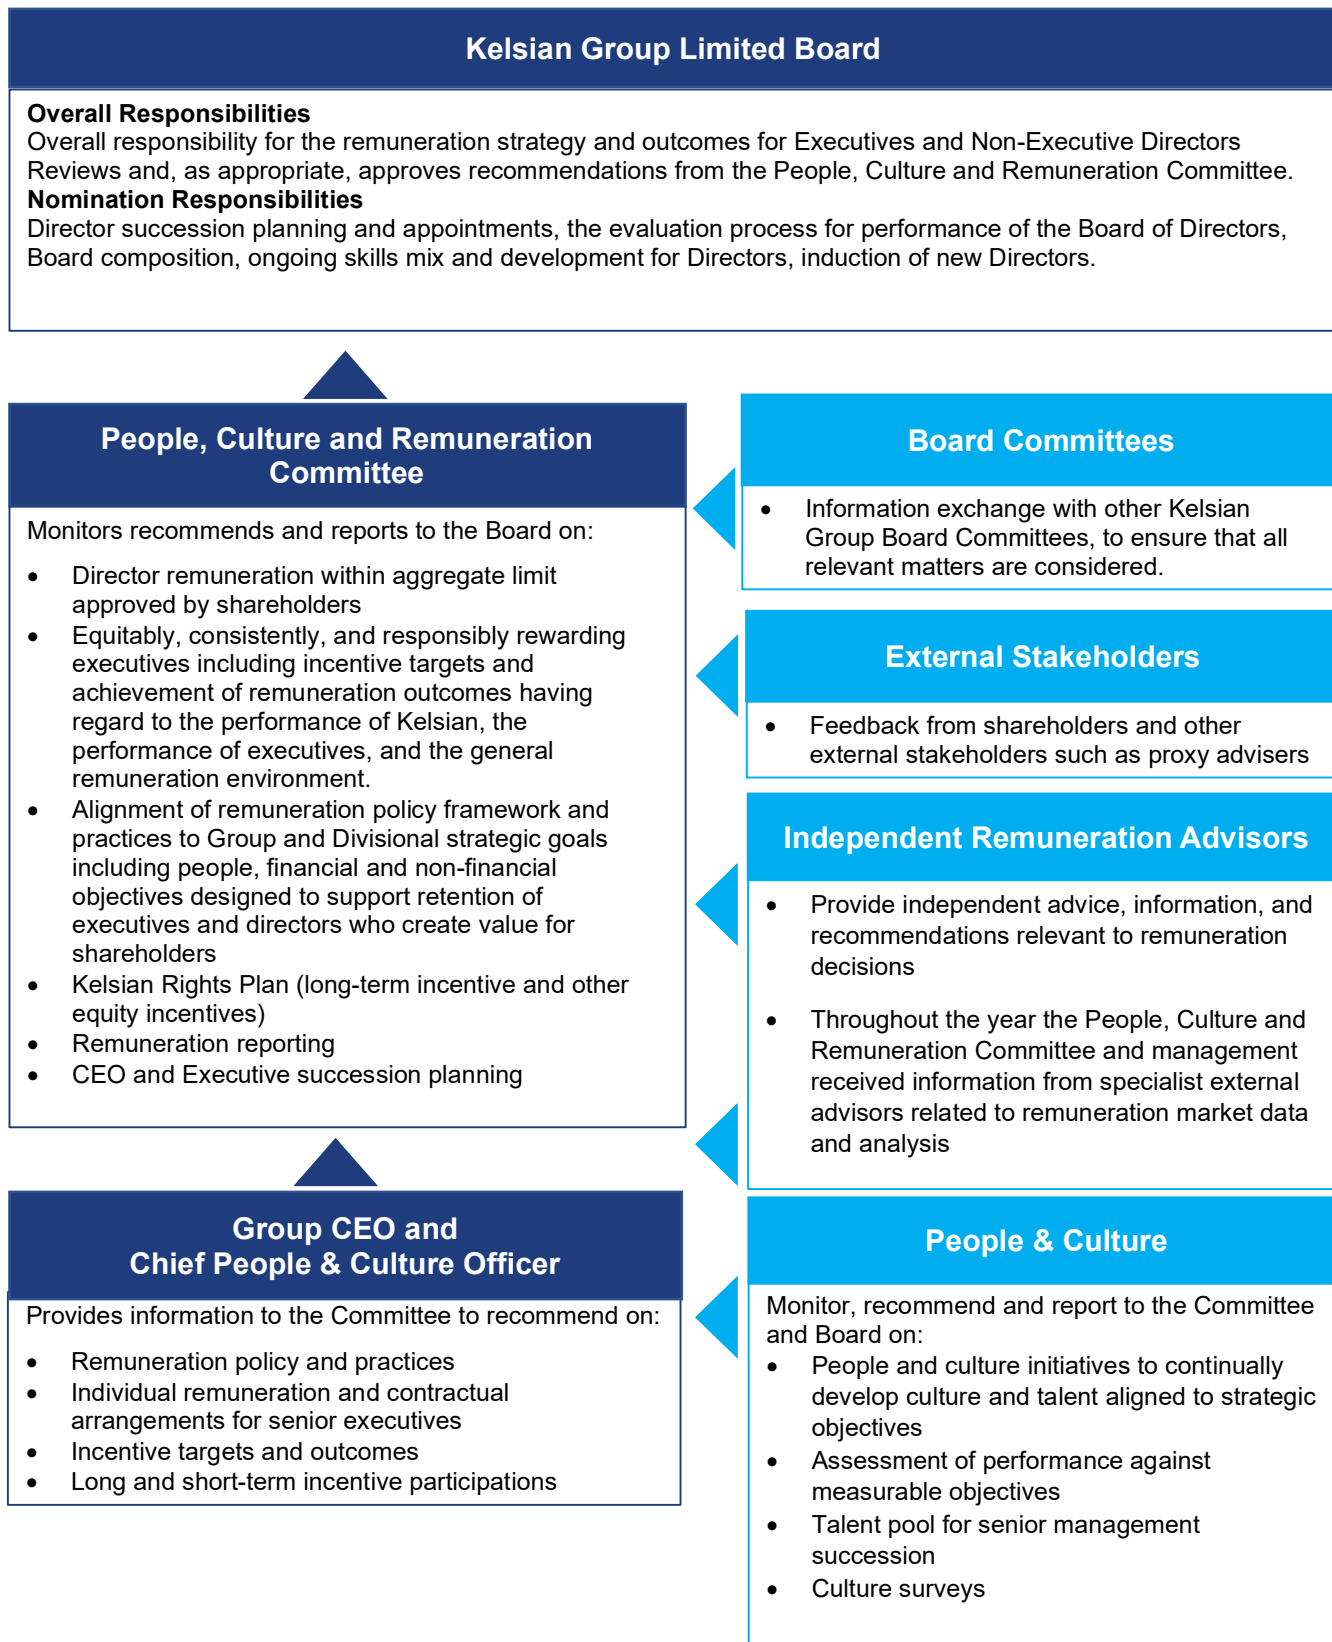 Kelsian Group Limited Board
Overall Responsibilities
Overall responsibility for the remuneration strategy and outcomes for Executives and Non-Executive Directors
Reviews and, as appropriate, approves recommendations from the People, Culture and Remuneration Committee.
Nomination Responsibilities
Director succession planning and appointments, the evaluation process for performance of the Board of Directors,
Board composition, ongoing skills mix and development for Directors, induction of new Directors.
People, Culture and Remuneration
Committee
Monitors recommends and reports to the Board on:
• Director remuneration within aggregate limit
approved by shareholders
• Equitably, consistently, and responsibly rewarding
executives including incentive targets and
achievement of remuneration outcomes having
regard to the performance of Kelsian, the
performance of executives, and the general
remuneration environment.
• Alignment of remuneration policy framework and
practices to Group and Divisional strategic goals
including people, financial and non-financial
objectives designed to support retention of
executives and directors who create value for
shareholders
• Kelsian Rights Plan (long-term incentive and other
equity incentives)
• Remuneration reporting
• CEO and Executive succession planning
Group CEO and
Chief People & Culture Officer
Provides information to the Committee to recommend on:
• Remuneration policy and practices
• Individual remuneration and contractual
arrangements for senior executives
• Incentive targets and outcomes
• Long and short-term incentive participations
Board Committees
• Information exchange with other Kelsian
Group Board Committees, to ensure that all
relevant matters are considered.
External Stakeholders
• Feedback from shareholders and other
external stakeholders such as proxy advisers
Independent Remuneration Advisors
• Provide independent advice, information, and
recommendations relevant to remuneration
decisions
• Throughout the year the People, Culture and
Remuneration Committee and management
received information from specialist external
advisors related to remuneration market data
and analysis
People & Culture
Monitor, recommend and report to the Committee
and Board on:
• People and culture initiatives to continually
develop culture and talent aligned to strategic
objectives
• Assessment of performance against
measurable objectives
• Talent pool for senior management
succession
• Culture surveys